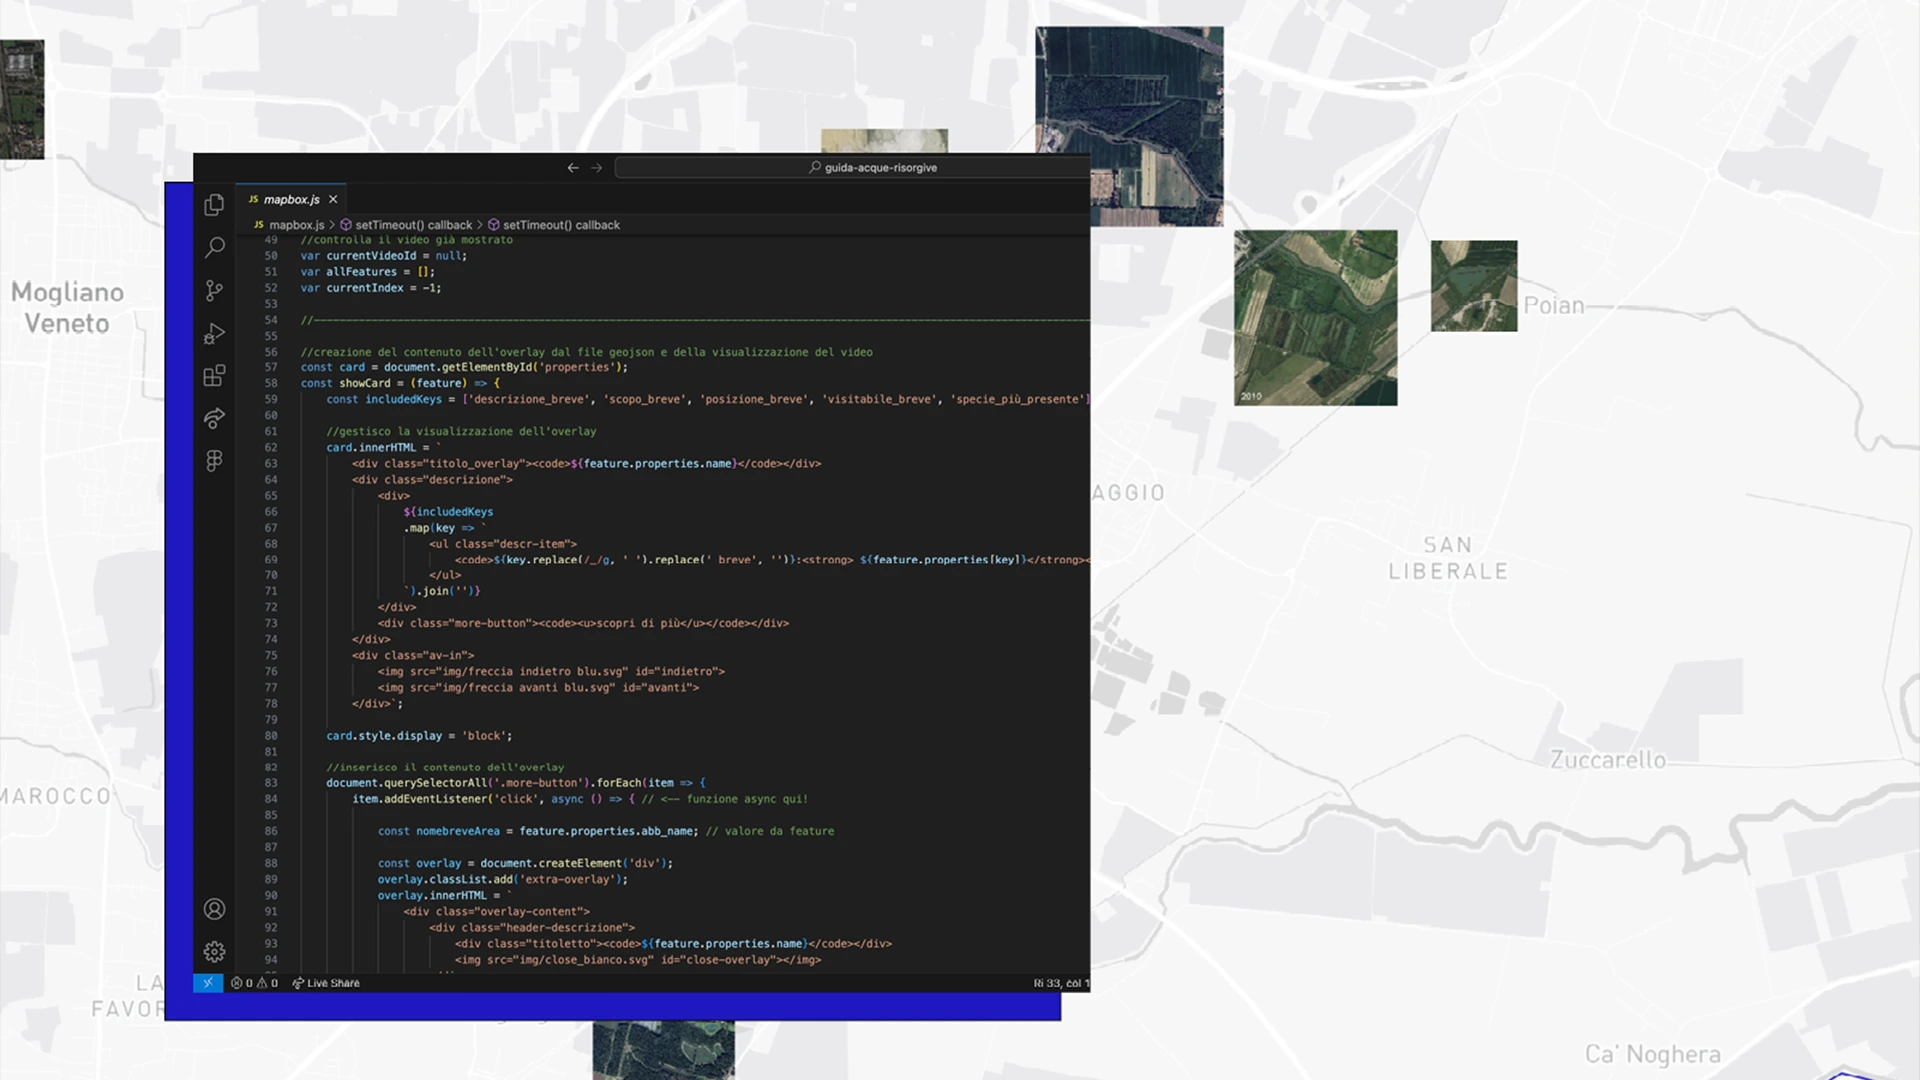 guida-acque-risorgive
JS mapbox.js
JS mapbox.js > setTimeout() callback > setTimeout() callback
49 //controlla il video già mostrato
50 var currentVideoId = null;
51 var allFeatures = [];
52 var currentIndex = -1;
53
54 //
55
56 //creazione del contenuto dell'overlay dal file geojson e della visualizzazione del video
57 const card = document.getElementById('properties');
58 const showCard = (feature) => {
59 const includedKeys = ['descrizione_breve', 'scopo_breve', 'posizione_breve', 'visitabile_breve', 'specie_più_presente']
60
61 //gestisco la visualizzazione dell'overlay
62 card.innerHTML = `
63 <div class="titolo_overlay"><code>${feature.properties.name}</code></div>
64 <div class="descrizione">
65 <div>
66 ${includedKeys
67 .map(key => `
68 <ul class="descr-item">
69 <code>${key.replace(/_/g, ' ').replace(' breve', '')}:<strong> ${feature.properties[key]}</strong><
70 </ul>
71 `).join('')}
72 </div>
73 <div class="more-button"><code><u>scopri di più</u></code></div>
74 </div>
75 <div class="av-in">
76 <img src="img/freccia indietro blu.svg" id="indietro">
77 <img src="img/freccia avanti blu.svg" id="avanti">
78 </div>`;
79
80 card.style.display = 'block';
81
82 //inserisco il contenuto dell'overlay
83 document.querySelectorAll('.more-button').forEach(item => {
84 item.addEventListener('click', async () => { // <-- funzione async qui!
85
86 const nomebreveArea = feature.properties.abb_name; // valore da feature
87
88 const overlay = document.createElement('div');
89 overlay.classList.add('extra-overlay');
90 overlay.innerHTML = `
91 <div class="overlay-content">
92 <div class="header-descrizione">
93 <div class="titoletto"><code>${feature.properties.name}</code></div>
94 <img src="img/close_bianco.svg" id="close-overlay"></img>
0 0 Live Share
Ri 33, col 1
Mogliano
Veneto
MAROCCO
LA
FAVOR
2010
Poian
AGGIO
SAN
LIBERALE
Zuccarello
Ca' Noghera